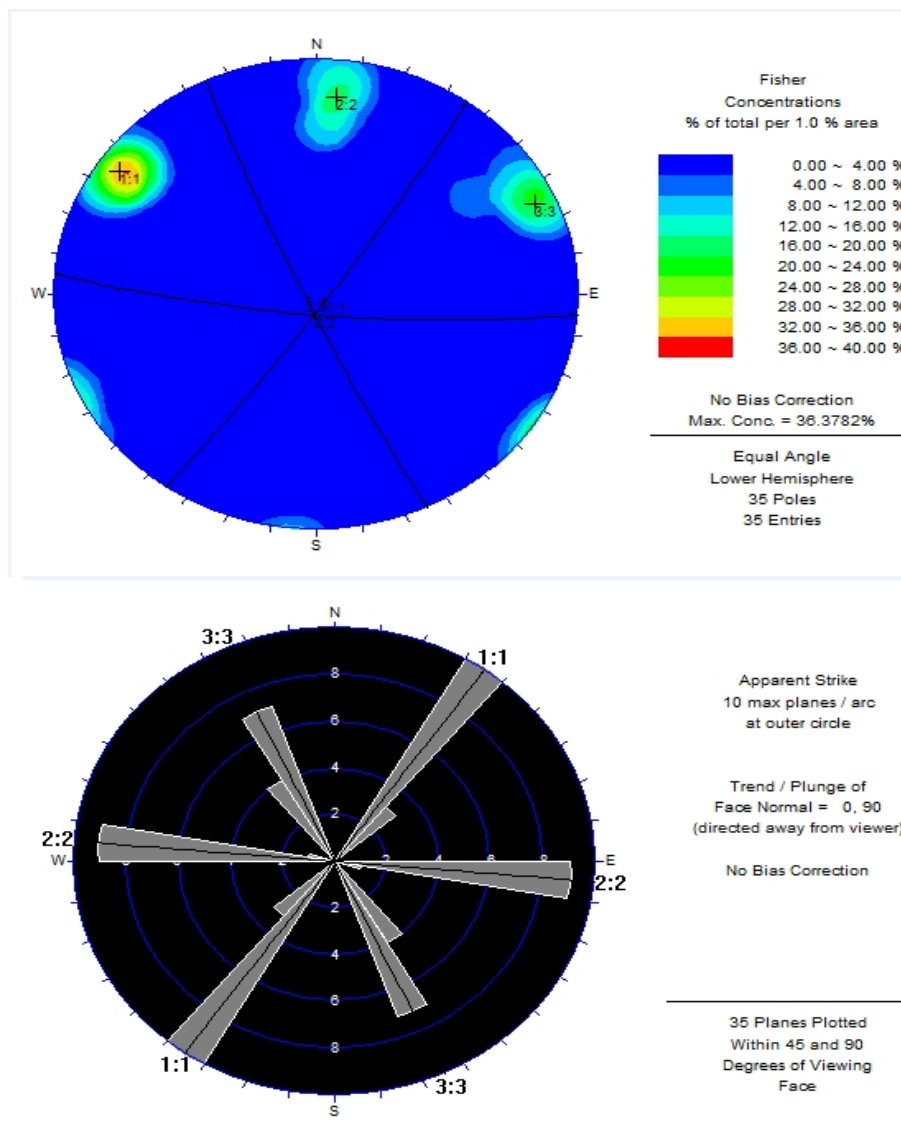 N
W
E
S
1:1
2:2
3:3
Fisher
Concentrations
% of total per 1.0 % area
0.00 ~ 4.00 %
4.00 ~ 8.00 %
8.00 ~ 12.00 %
12.00 ~ 16.00 %
16.00 ~ 20.00 %
20.00 ~ 24.00 %
24.00 ~ 28.00 %
28.00 ~ 32.00 %
32.00 ~ 36.00 %
36.00 ~ 40.00 %
No Bias Correction
Max. Conc. = 36.3782%
Equal Angle
Lower Hemisphere
35 Poles
35 Entries
N
3:3
1:1
8
6
4
2
2:2
W
2 4 6 8
E
2:2
2
4
6
8
1:1
3:3
S
Apparent Strike
10 max planes / arc
at outer circle
Trend / Plunge of
Face Normal = 0, 90
(directed away from viewer)
No Bias Correction
35 Planes Plotted
Within 45 and 90
Degrees of Viewing
Face